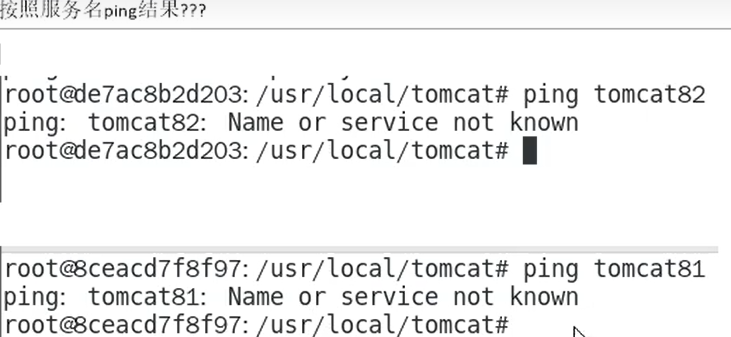 按照服务名ping结果???
root@de7ac8b2d203:/usr/local/tomcat# ping tomcat82
ping: tomcat82: Name or service not known
root@de7ac8b2d203:/usr/local/tomcat#
root@8ceacd7f8f97:/usr/local/tomcat# ping tomcat81
ping: tomcat81: Name or service not known
root@8ceacd7f8f97:/usr/local/tomcat#